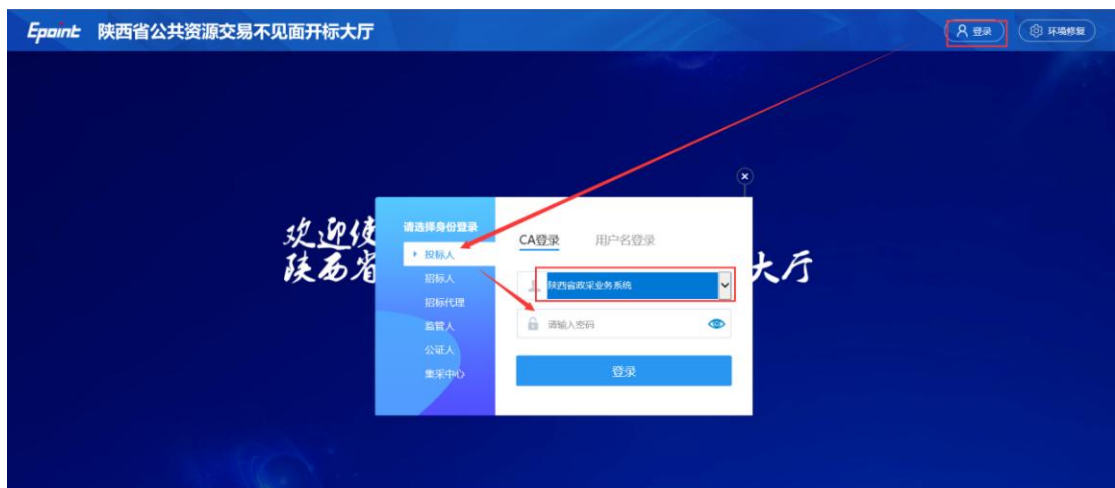 Epoint 陕西省公共资源交易不见面开标大厅
登录
环境修复
欢迎使
陕西省
大厅
请选择身份登录
投标人
招标人
招标代理
监管人
公证人
集采中心
CA登录 用户名登录
陕西省政采业务系统
请输入密码
登录